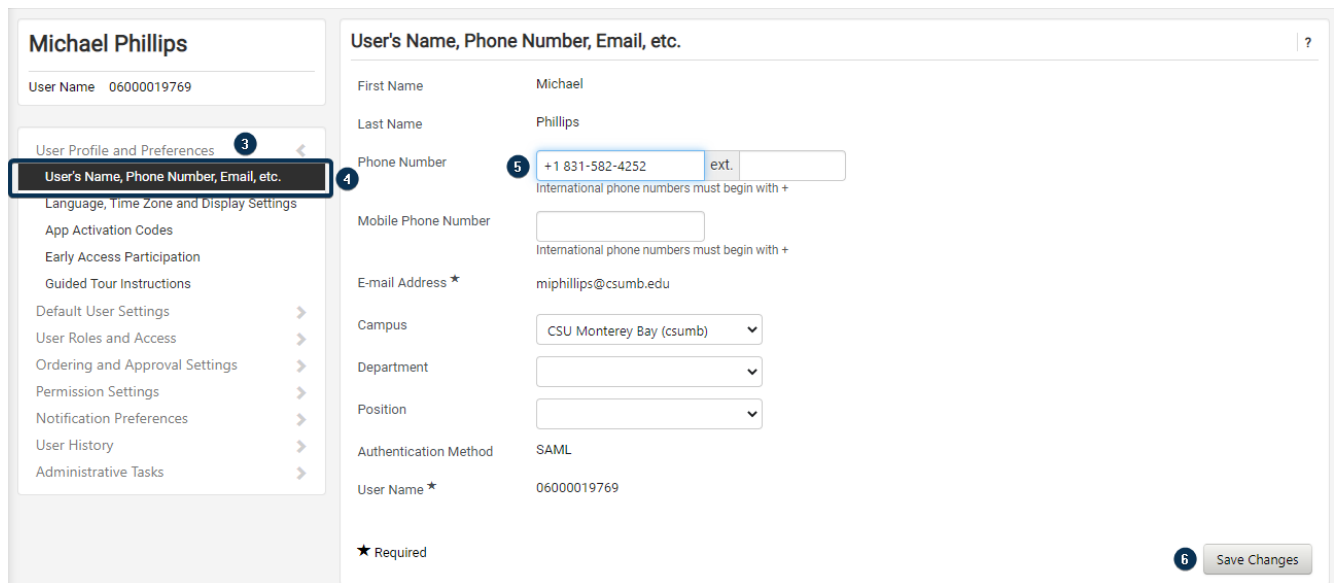 Michael Phillips
User Name 06000019769
User Profile and Preferences 3
User's Name, Phone Number, Email, etc. 4
Language, Time Zone and Display Settings
App Activation Codes
Early Access Participation
Guided Tour Instructions
Default User Settings
User Roles and Access
Ordering and Approval Settings
Permission Settings
Notification Preferences
User History
Administrative Tasks
User's Name, Phone Number, Email, etc. ?
First Name Michael
Last Name Phillips
Phone Number 5 +1 831-582-4252 ext.
International phone numbers must begin with +
Mobile Phone Number
International phone numbers must begin with +
E-mail Address ★ miphillips@csumb.edu
Campus CSU Monterey Bay (csumb)
Department
Position
Authentication Method SAML
User Name ★ 06000019769
★ Required
6 Save Changes